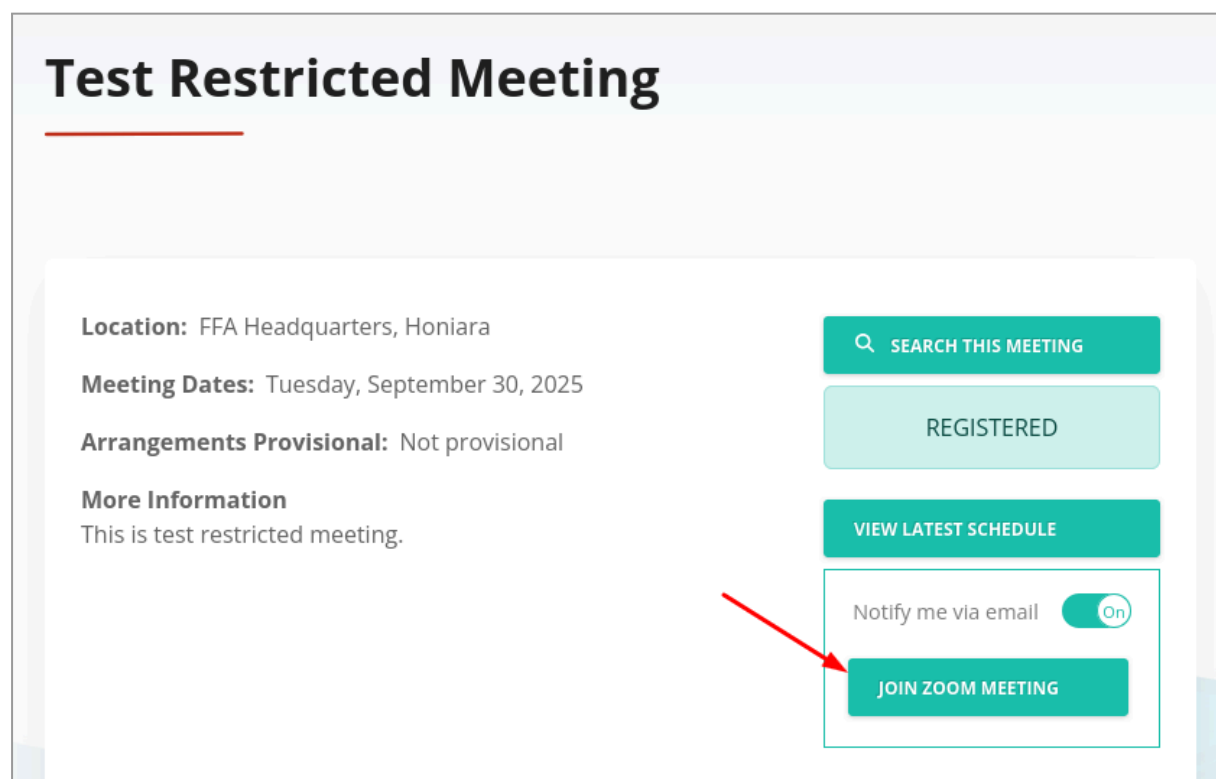 Test Restricted Meeting
Location: FFA Headquarters, Honiara
Meeting Dates: Tuesday, September 30, 2025
Arrangements Provisional: Not provisional
More Information
This is test restricted meeting.
SEARCH THIS MEETING
REGISTERED
VIEW LATEST SCHEDULE
Notify me via email On
JOIN ZOOM MEETING